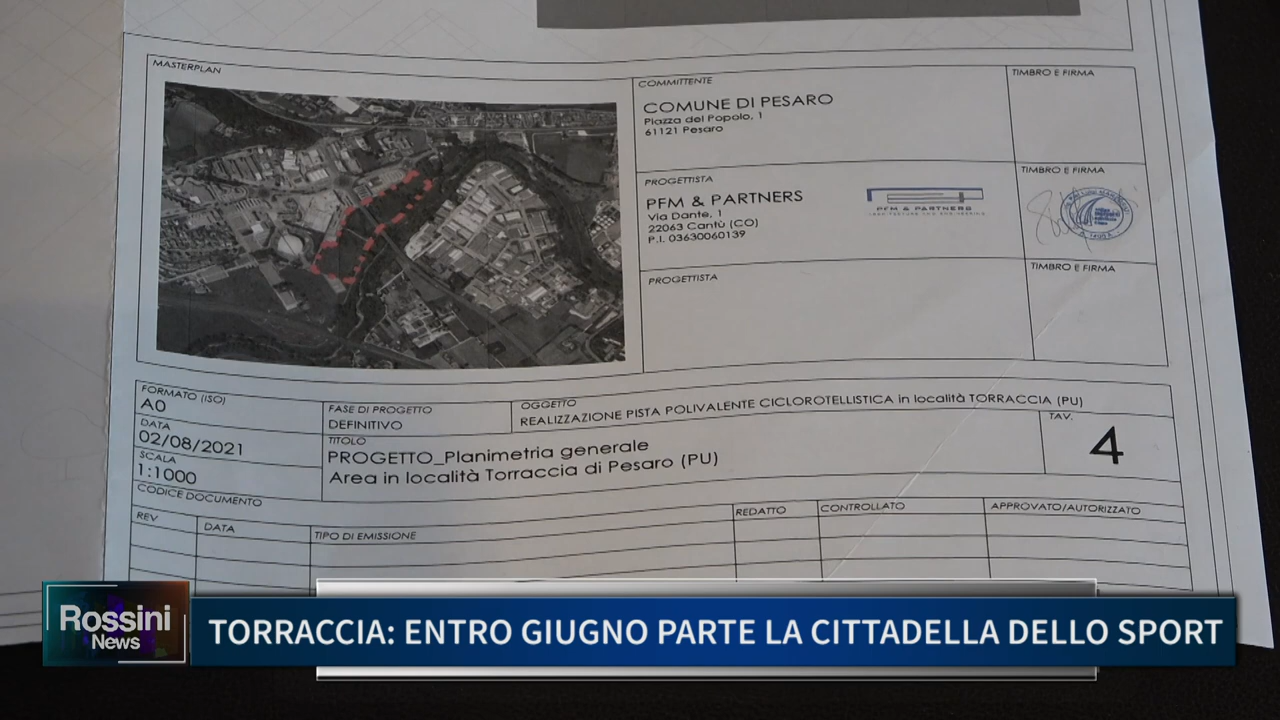 MASTERPLAN
COMMITTENTE
COMUNE DI PESARO
Piazza del Popolo, 1
61121 Pesaro
TIMBRO E FIRMA
PROGETTISTA
PFM & PARTNERS
Via Dante, 1
22063 Cantù (CO)
P.I. 03630060139
PFM & PARTNERS
TIMBRO E FIRMA
PROGETTISTA
TIMBRO E FIRMA
FORMATO (ISO)
A0
FASE DI PROGETTO
DEFINITIVO
OGGETTO
REALIZZAZIONE PISTA POLIVALENTE CICLOROTELLISTICA in località TORRACCIA (PU)
DATA
02/08/2021
TITOLO
PROGETTO_Planimetria generale
Area in località Torraccia di Pesaro (PU)
TAV.
4
SCALA
1:1000
CODICE DOCUMENTO
REV
DATA
TIPO DI EMISSIONE
REDATTO
CONTROLLATO
APPROVATO/AUTORIZZATO
Rossini
News
TORRACCIA: ENTRO GIUGNO PARTE LA CITTADELLA DELLO SPORT